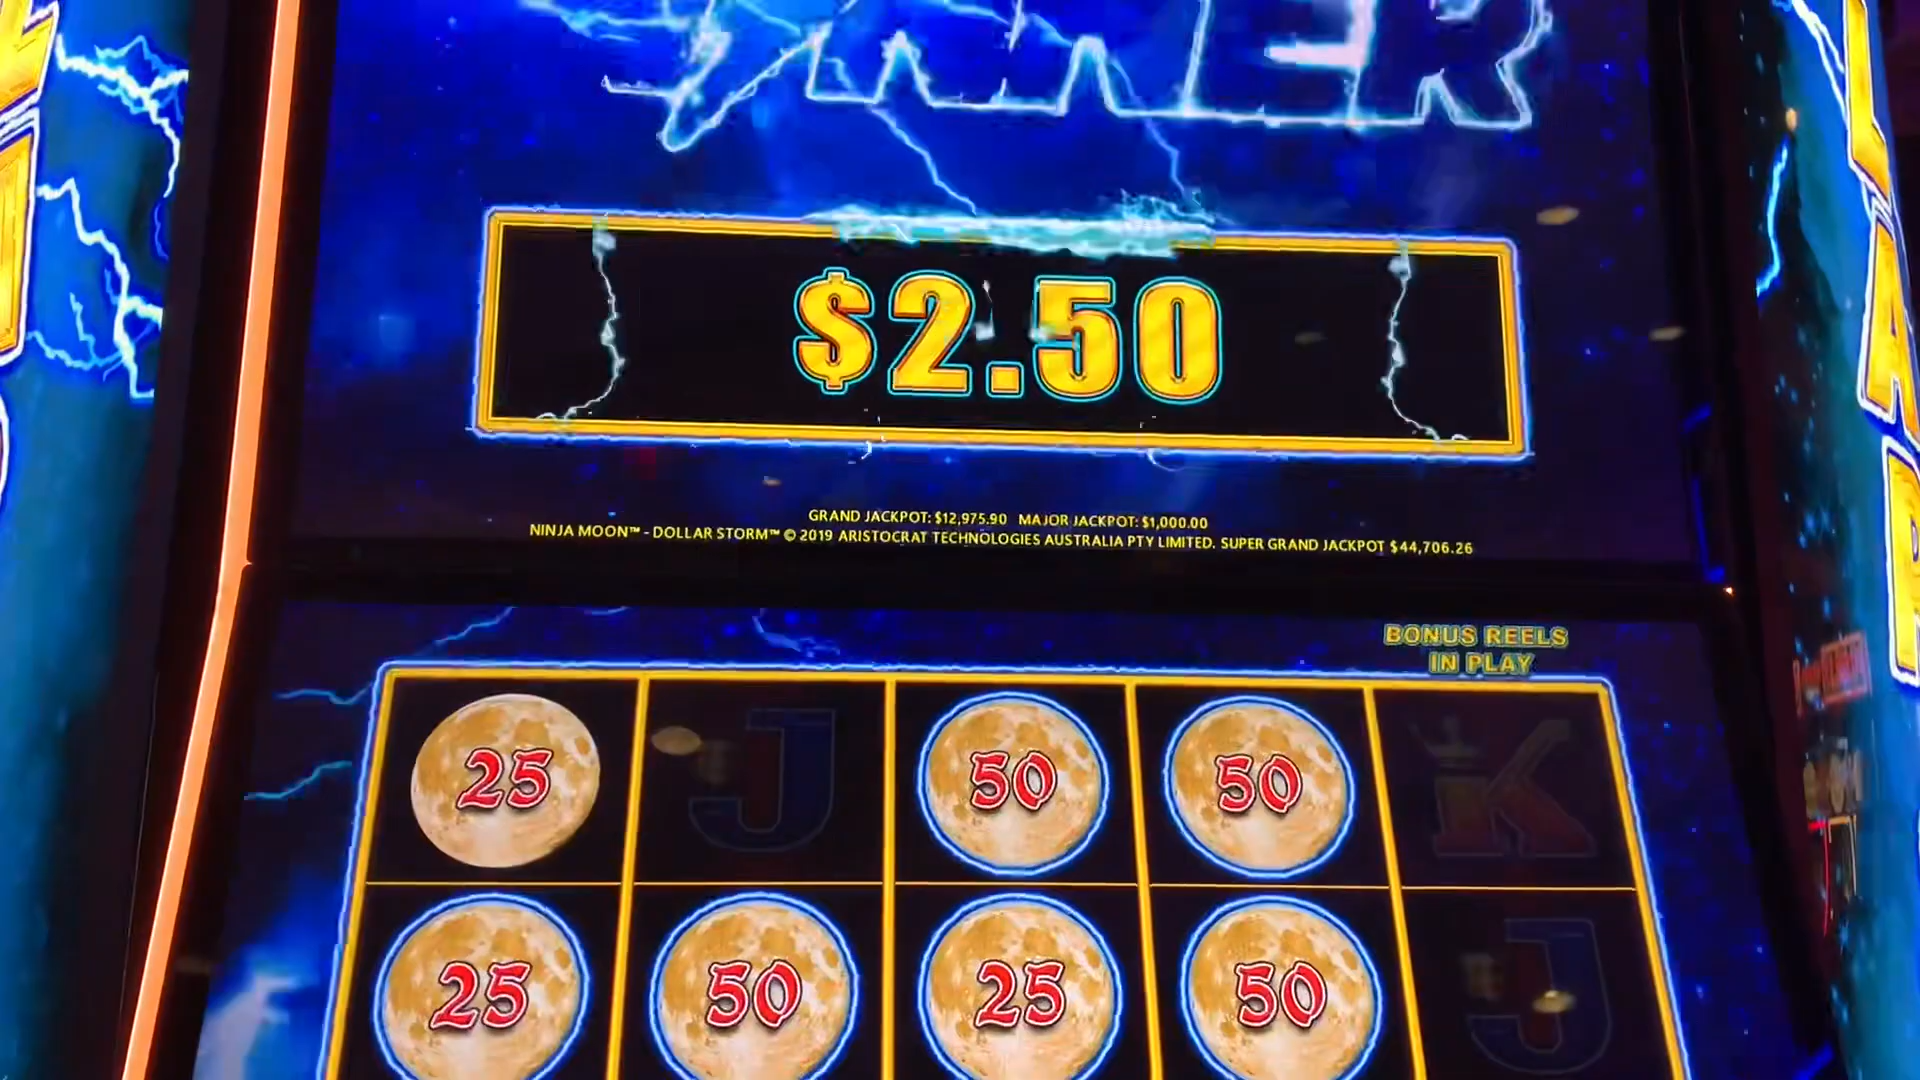 $2.50
GRAND JACKPOT: $12,975.90 MAJOR JACKPOT: $1,000.00
NINJA MOON™ - DOLLAR STORM™ © 2019 ARISTOCRAT TECHNOLOGIES AUSTRALIA PTY LIMITED. SUPER GRAND JACKPOT $44,706.26
BONUS REELS
IN PLAY
25 J 50 50 K
25 50 25 50 J